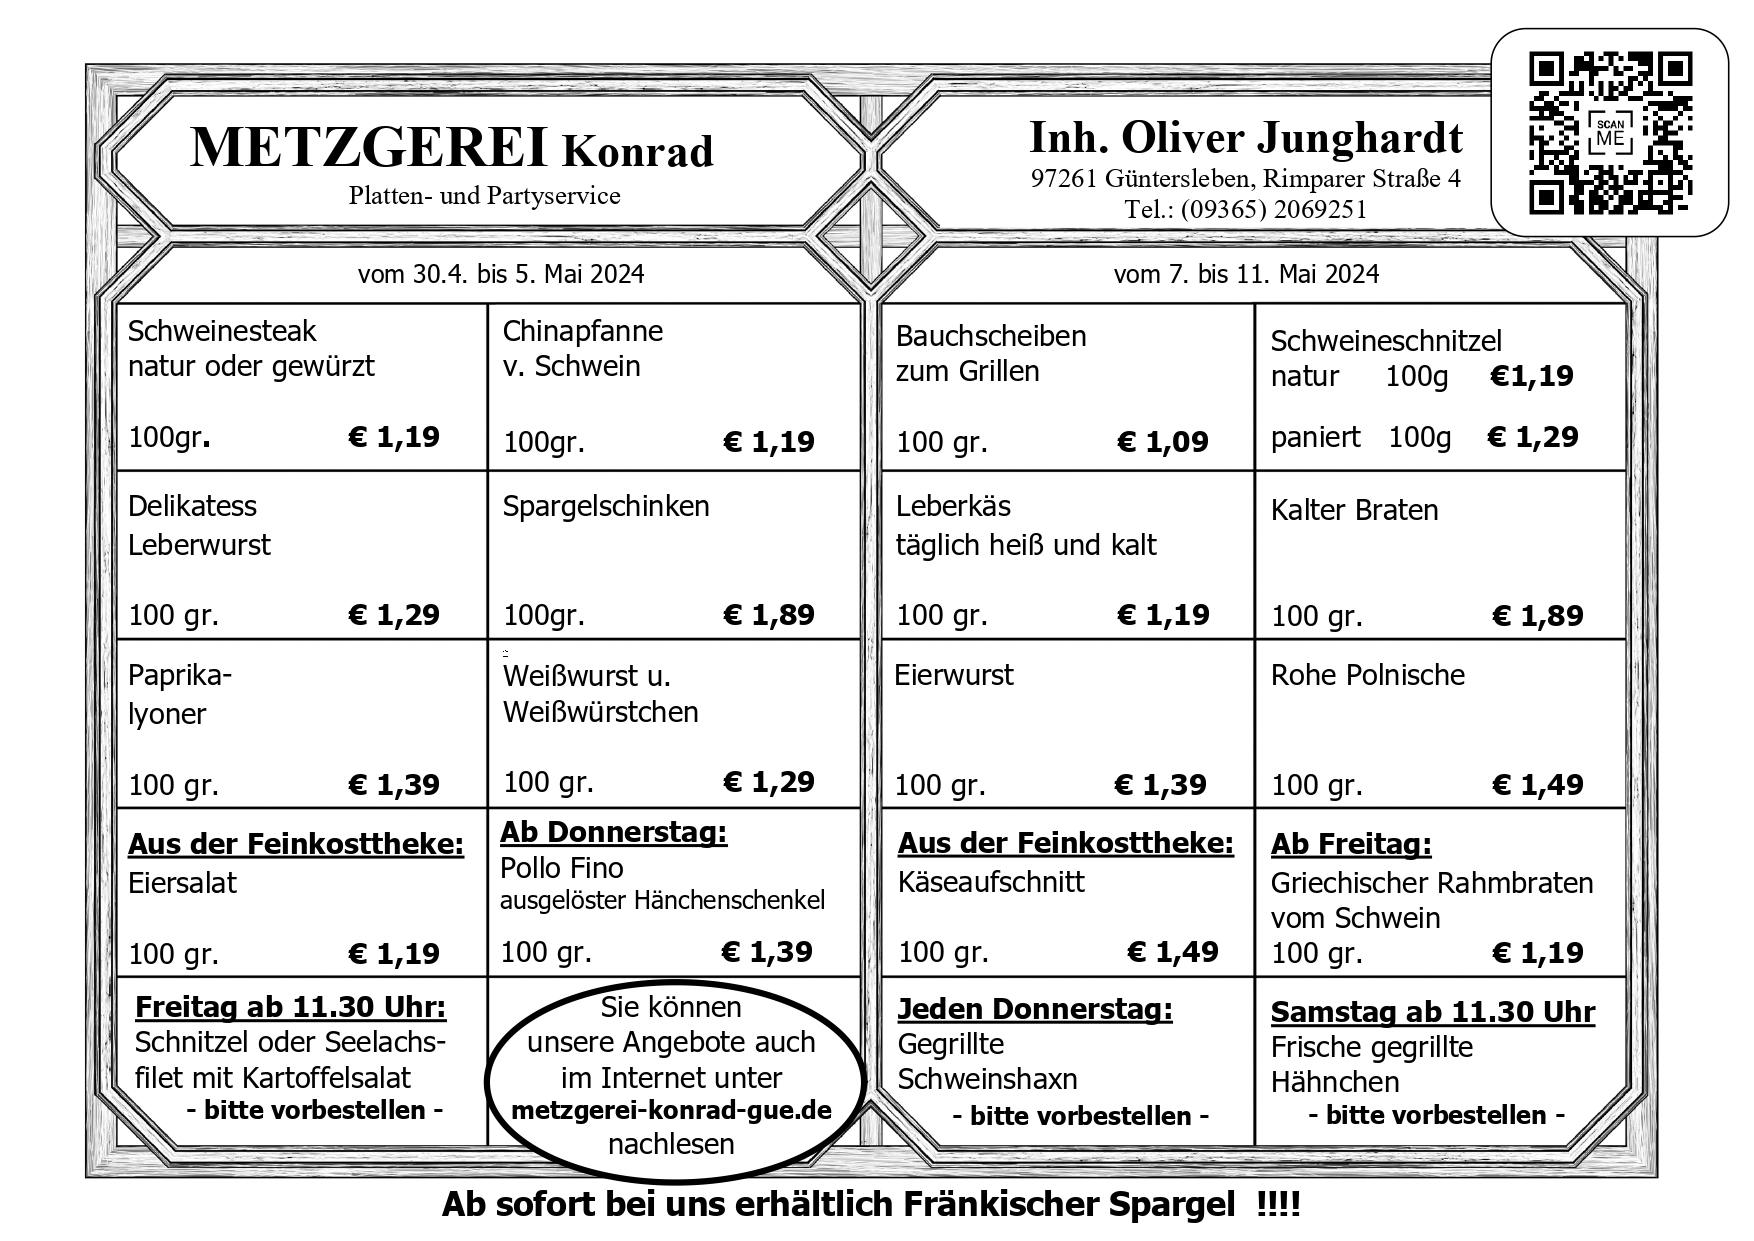 METZGEREI Konrad
Platten- und Partyservice
Inh. Oliver Junghardt
97261 Güntersleben, Rimparer Straße 4
Tel.: (09365) 2069251
SCAN
ME
vom 30.4. bis 5. Mai 2024
Schweinesteak
natur oder gewürzt
100gr. € 1,19
Chinapfanne
v. Schwein
100gr. € 1,19
Delikatess
Leberwurst
100 gr. € 1,29
Spargelschinken
100gr. € 1,89
Paprika-
lyoner
100 gr. € 1,39
Weißwurst u.
Weißwürstchen
100 gr. € 1,29
Aus der Feinkosttheke:
Eiersalat
100 gr. € 1,19
Ab Donnerstag:
Pollo Fino
ausgelöster Hänchenschenkel
100 gr. € 1,39
Freitag ab 11.30 Uhr:
Schnitzel oder Seelachs-
filet mit Kartoffelsalat
- bitte vorbestellen -
Sie können
unsere Angebote auch
im Internet unter
metzgerei-konrad-gue.de
nachlesen
vom 7. bis 11. Mai 2024
Bauchscheiben
zum Grillen
100 gr. € 1,09
Schweineschnitzel
natur 100g €1,19
paniert 100g € 1,29
Leberkäs
täglich heiß und kalt
100 gr. € 1,19
Kalter Braten
100 gr. € 1,89
Eierwurst
100 gr. € 1,39
Rohe Polnische
100 gr. € 1,49
Aus der Feinkosttheke:
Käseaufschnitt
100 gr. € 1,49
Ab Freitag:
Griechischer Rahmbraten
vom Schwein
100 gr. € 1,19
Jeden Donnerstag:
Gegrillte
Schweinshaxn
- bitte vorbestellen -
Samstag ab 11.30 Uhr
Frische gegrillte
Hähnchen
- bitte vorbestellen -
Ab sofort bei uns erhältlich Fränkischer Spargel !!!!